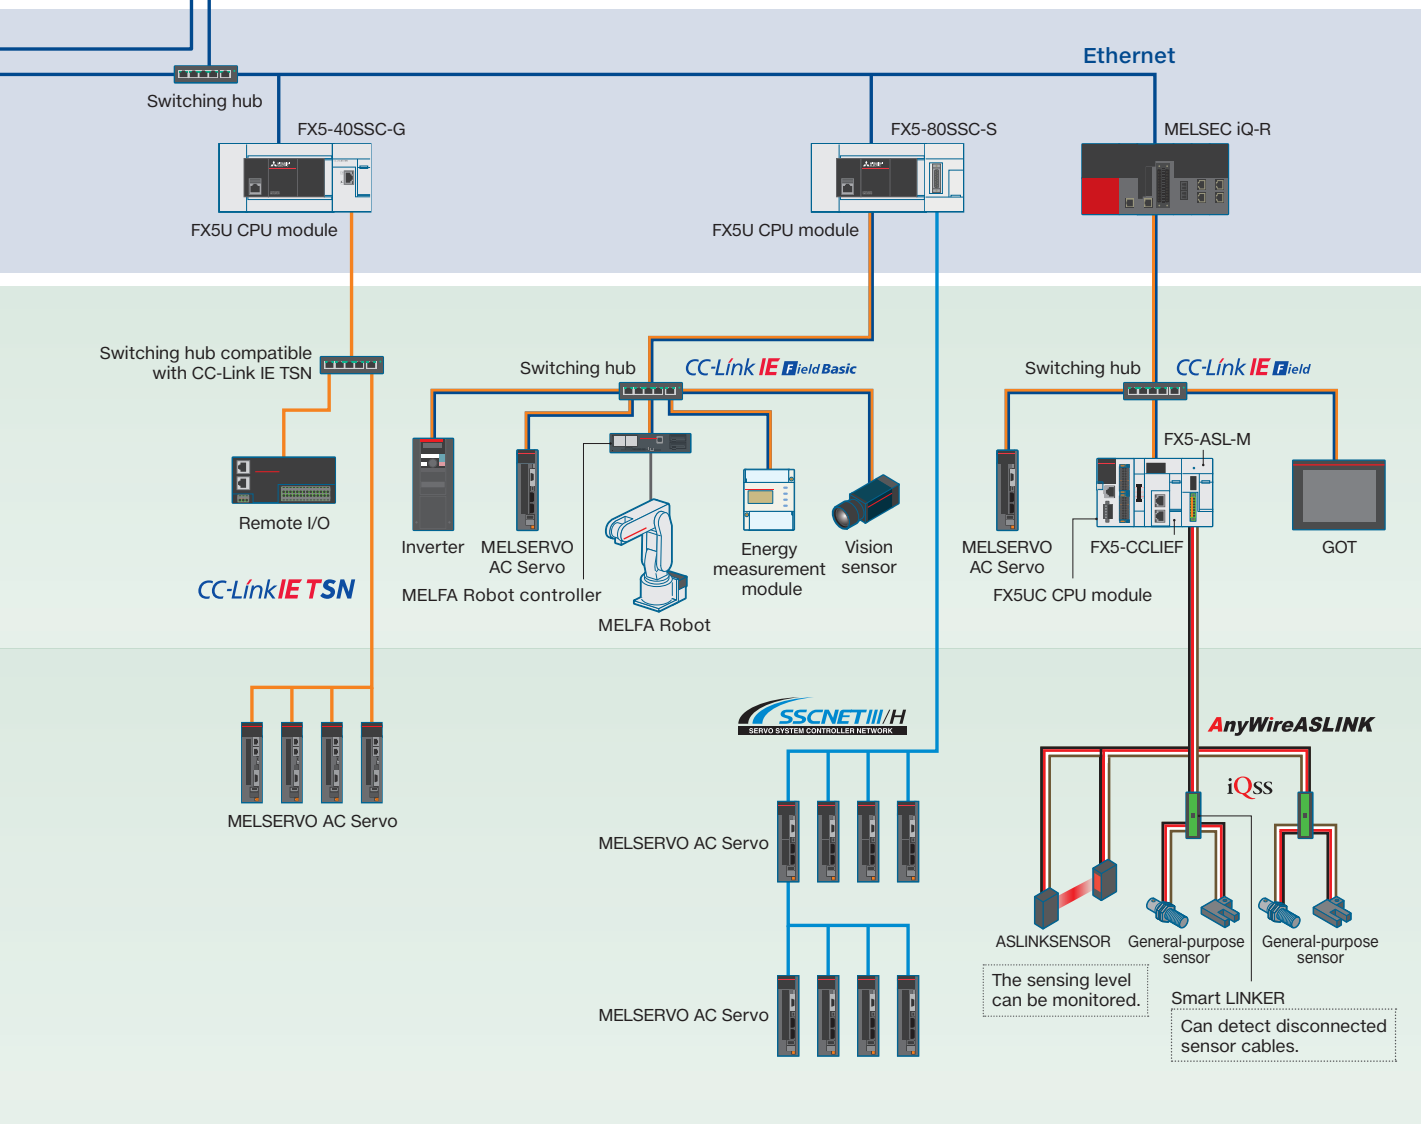 Ethernet
Switching hub
FX5-40SSC-G
FX5-80SSC-S
MELSEC iQ-R
FX5U CPU module
FX5U CPU module
Switching hub compatible
with CC-Link IE TSN
Switching hub
CC-Link IE Field Basic
Switching hub
CC-Link IE Field
FX5-ASL-M
Remote I/O
Inverter
MELSERVO
AC Servo
Energy
measurement
module
Vision
sensor
MELFA Robot controller
MELFA Robot
MELSERVO
AC Servo
FX5-CCLIEF
GOT
FX5UC CPU module
CC-Link IE TSN
SSCNET III/H
SERVO SYSTEM CONTROLLER NETWORK
AnyWireASLINK
iQss
MELSERVO AC Servo
MELSERVO AC Servo
ASLINKSENSOR
General-purpose
sensor
General-purpose
sensor
The sensing level
can be monitored.
Smart LINKER
MELSERVO AC Servo
Can detect disconnected
sensor cables.